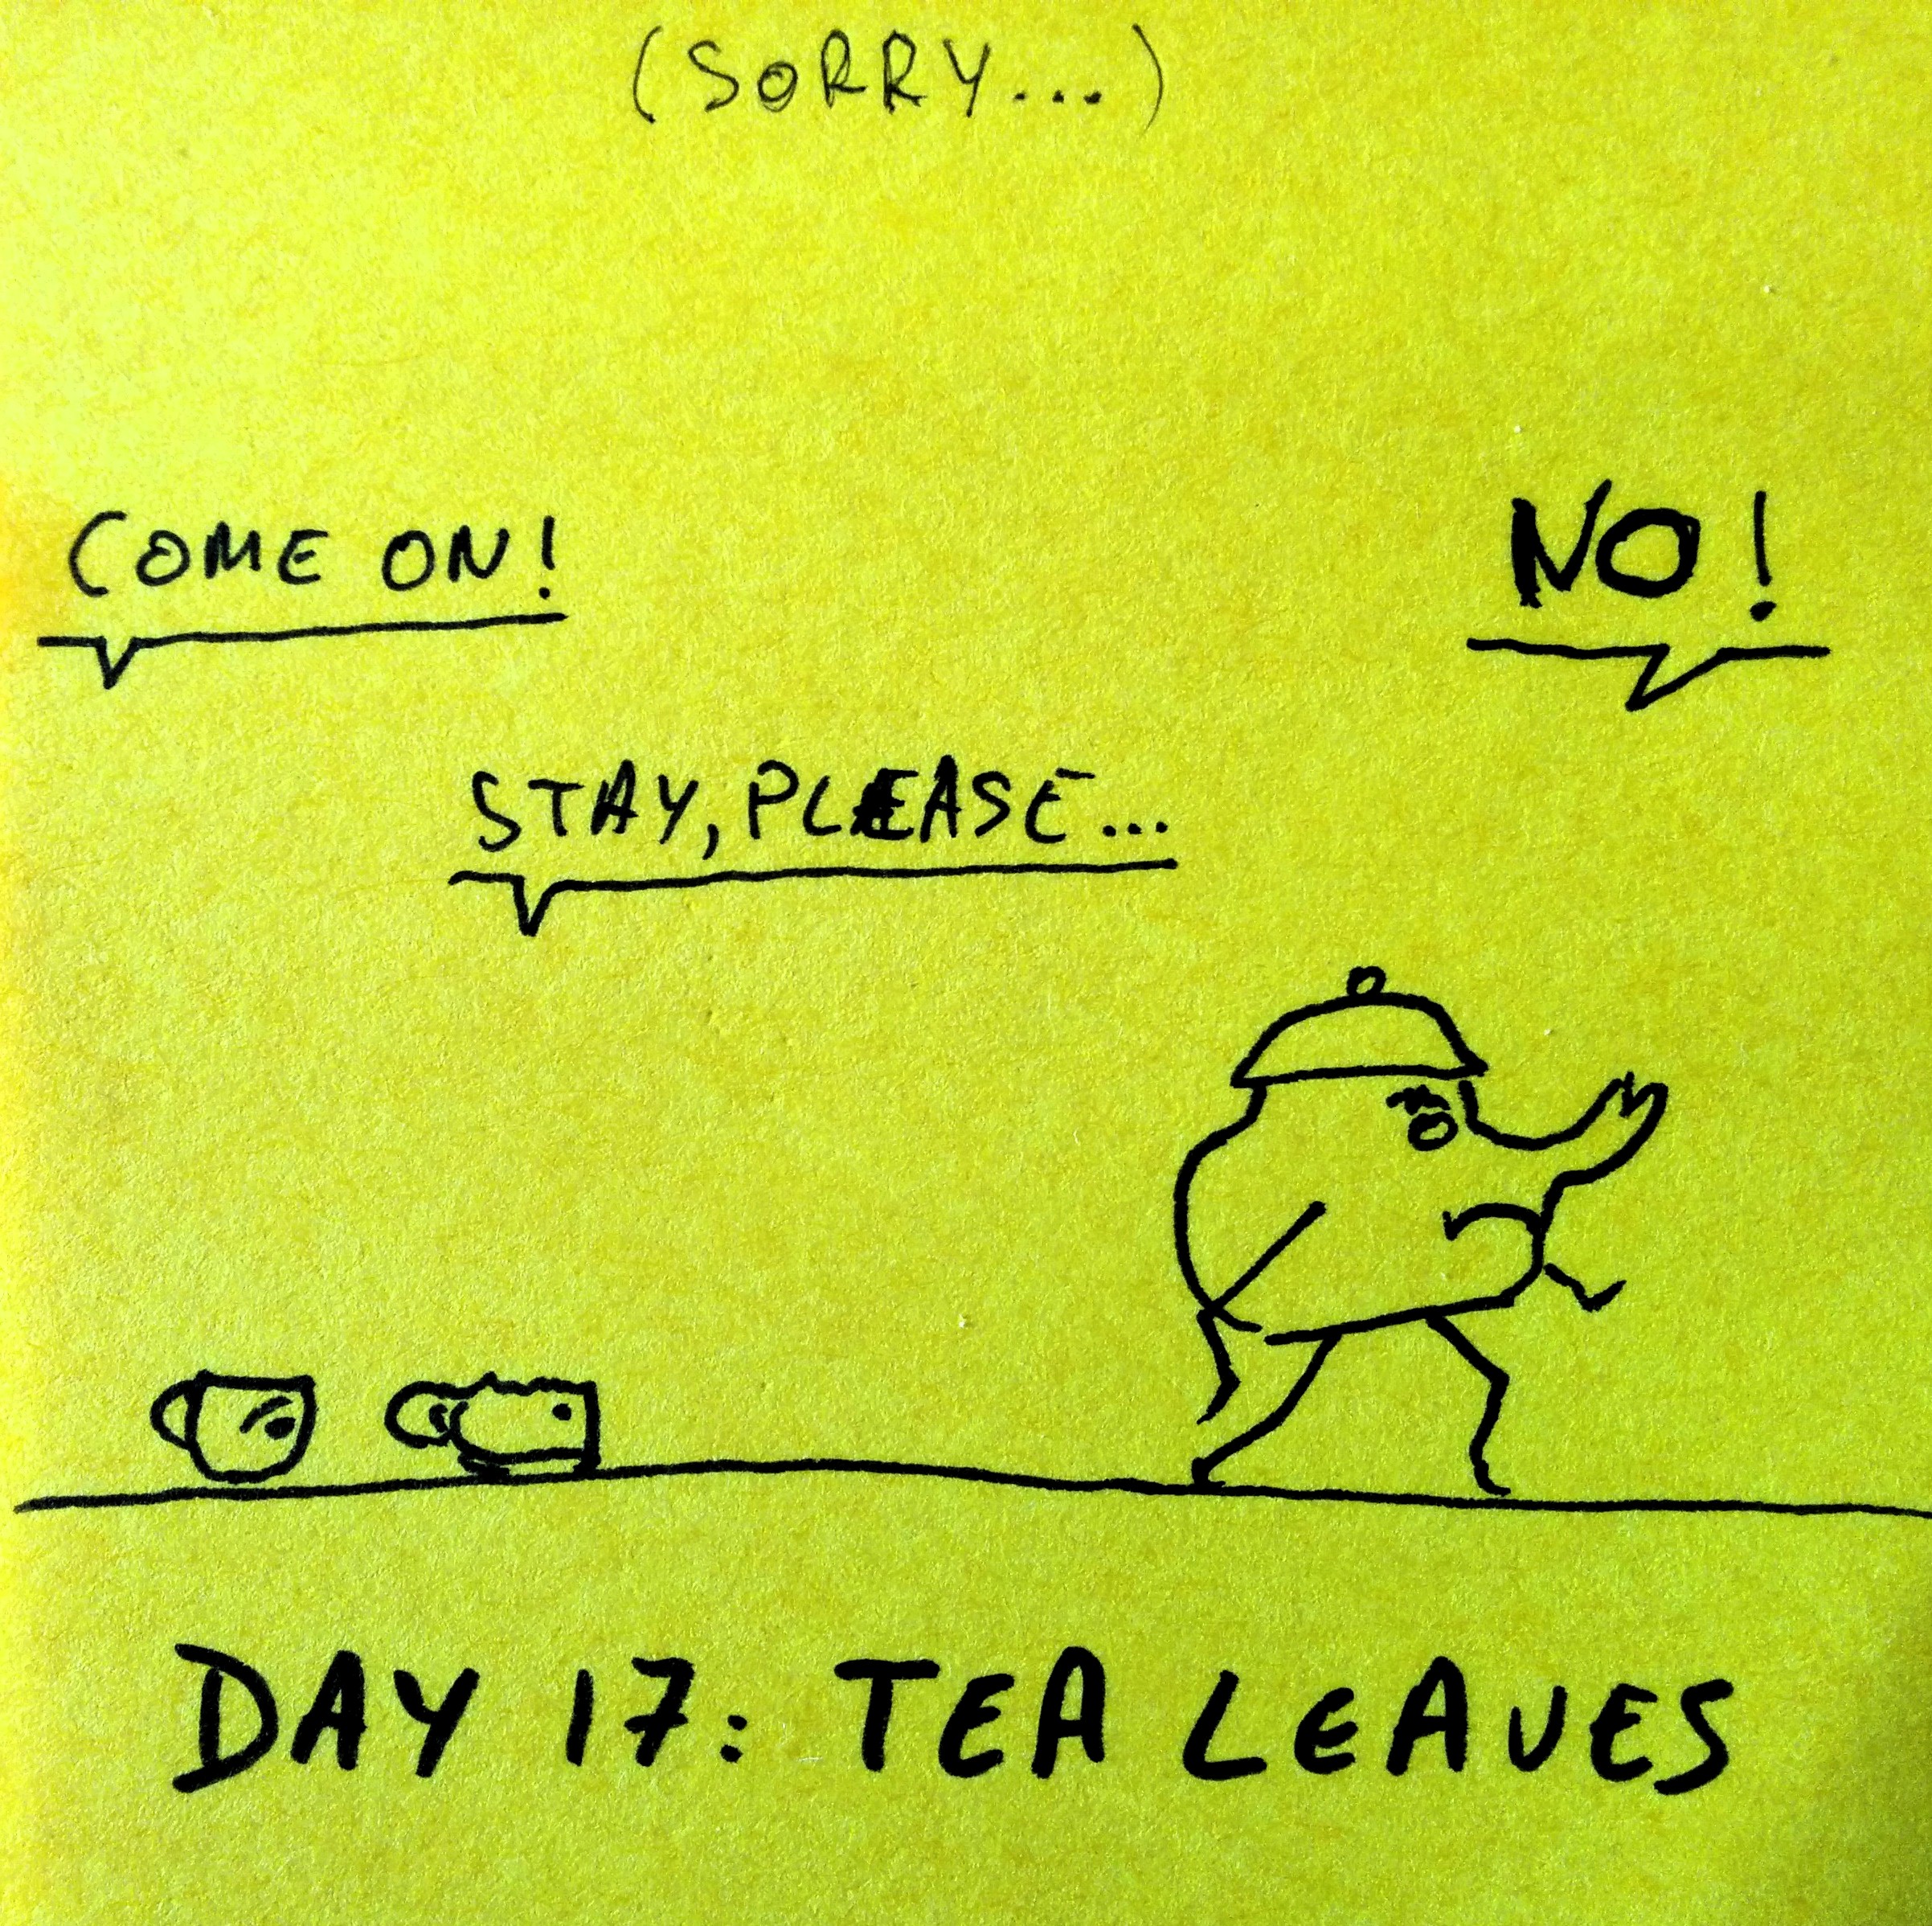 (SORRY...)
COME ON!
NO!
STAY, PLEASE...
DAY 17: TEA LEAVES